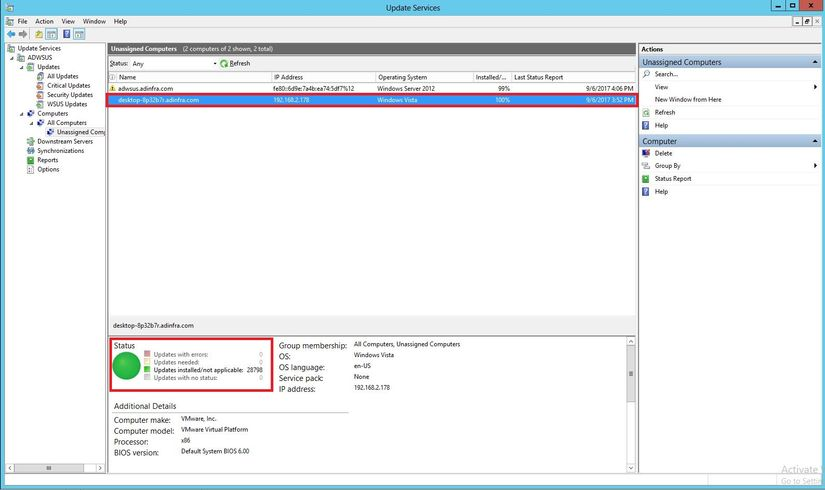 Update Services
File Action View Window Help
Update Services
ADWSUS
Updates
All Updates
Critical Updates
Security Updates
WSUS Updates
Computers
All Computers
Unassigned Comp
Downstream Servers
Synchronizations
Reports
Options
Unassigned Computers (2 computers of 2 shown, 2 total)
Status: Any Refresh
Name IP Address Operating System Installed/... Last Status Report
adwsus.adinfra.com fe80::6d9e:7a4b:ea74:5df7%12 Windows Server 2012 99% 9/6/2017 4:06 PM
desktop-8p32b7r.adinfra.com 192.168.2.178 Windows Vista 100% 9/6/2017 3:52 PM
desktop-8p32b7r.adinfra.com
Status
Updates with errors: 0
Updates needed: 0
Updates installed/not applicable: 28798
Updates with no status: 0
Group membership: All Computers, Unassigned Computers
OS: Windows Vista
OS language: en-US
Service pack: None
IP address: 192.168.2.178
Additional Details
Computer make: VMware, Inc.
Computer model: VMware Virtual Platform
Processor: x86
BIOS version: Default System BIOS.6.00
Actions
Unassigned Computers
Search...
View
New Window from Here
Refresh
Help
Computer
Delete
Group By
Status Report
Help
Activate
Go to Settin